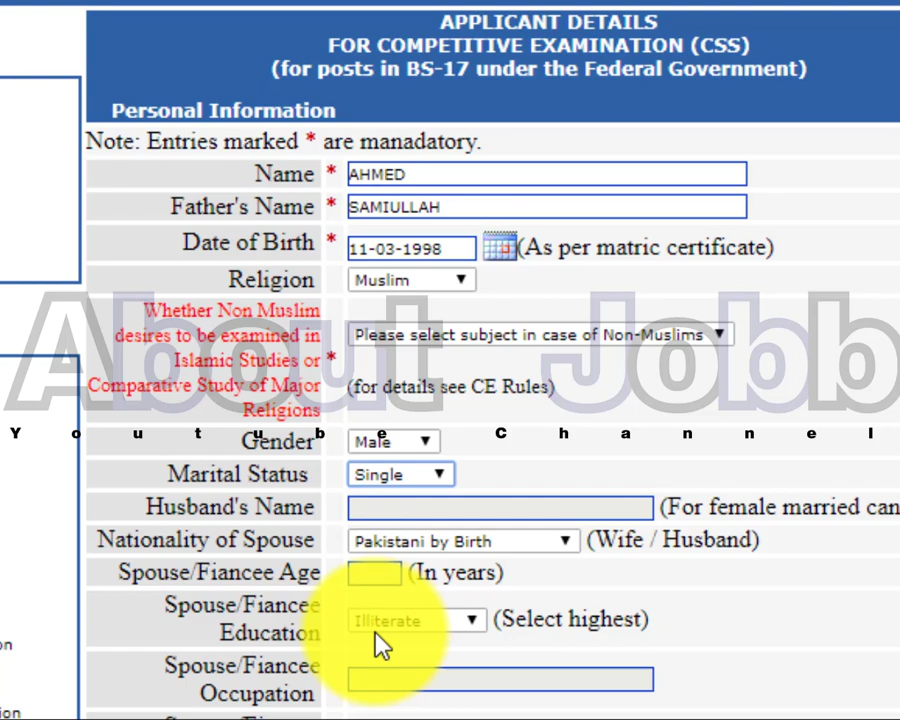 APPLICANT DETAILS
FOR COMPETITIVE EXAMINATION (CSS)
(for posts in BS-17 under the Federal Government)
Personal Information
Note: Entries marked * are manadatory.
Name * AHMED
Father's Name * SAMIULLAH
Date of Birth * 11-03-1998 (As per matric certificate)
Religion Muslim
Whether Non Muslim
desires to be examined in
Islamic Studies or *
Comparative Study of Major
Religions
Please select subject in case of Non-Muslims
(for details see CE Rules)
About Jobb
Youtube Channel
Gender Male
Marital Status Single
Husband's Name (For female married can
Nationality of Spouse Pakistani by Birth (Wife / Husband)
Spouse/Fiancee Age (In years)
Spouse/Fiancee
Education Illiterate (Select highest)
on
Spouse/Fiancee
Occupation
ition